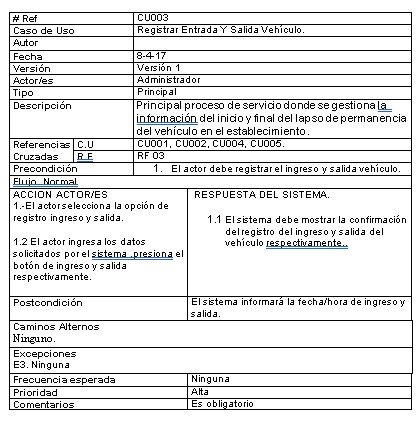 # Ref CU003
Caso de Uso Registrar Entrada Y Salida Vehículo.
Autor
Fecha 8-4-17
Versión Versión 1
Actor/es Administrador
Tipo Principal
Descripción Principal proceso de servicio donde se gestiona la
información del inicio y final del lapso de permanencia
del vehículo en el establecimiento.
Referencias C.U CU001, CU002, CU004, CU005.
Cruzadas R.F RF 03
Precondición 1. El actor debe registrar el ingreso y salida vehículo.
Flujo Normal
ACCION ACTOR/ES RESPUESTA DEL SISTEMA.
1.-El actor selecciona la opción de
registro ingreso y salida.
1.1 El sistema debe mostrar la confirmación
del registro del ingreso y salida del
vehículo respectivamente..
1.2 El actor ingresa los datos
solicitados por el sistema ,presiona el
botón de ingreso y salida
respectivamente.
Postcondición El sistema informará la fecha/hora de ingreso y
salida.
Caminos Alternos
Ninguno.
Excepciones
E3. Ninguna
Frecuencia esperada Ninguna
Prioridad Alta
Comentarios Es obligatorio